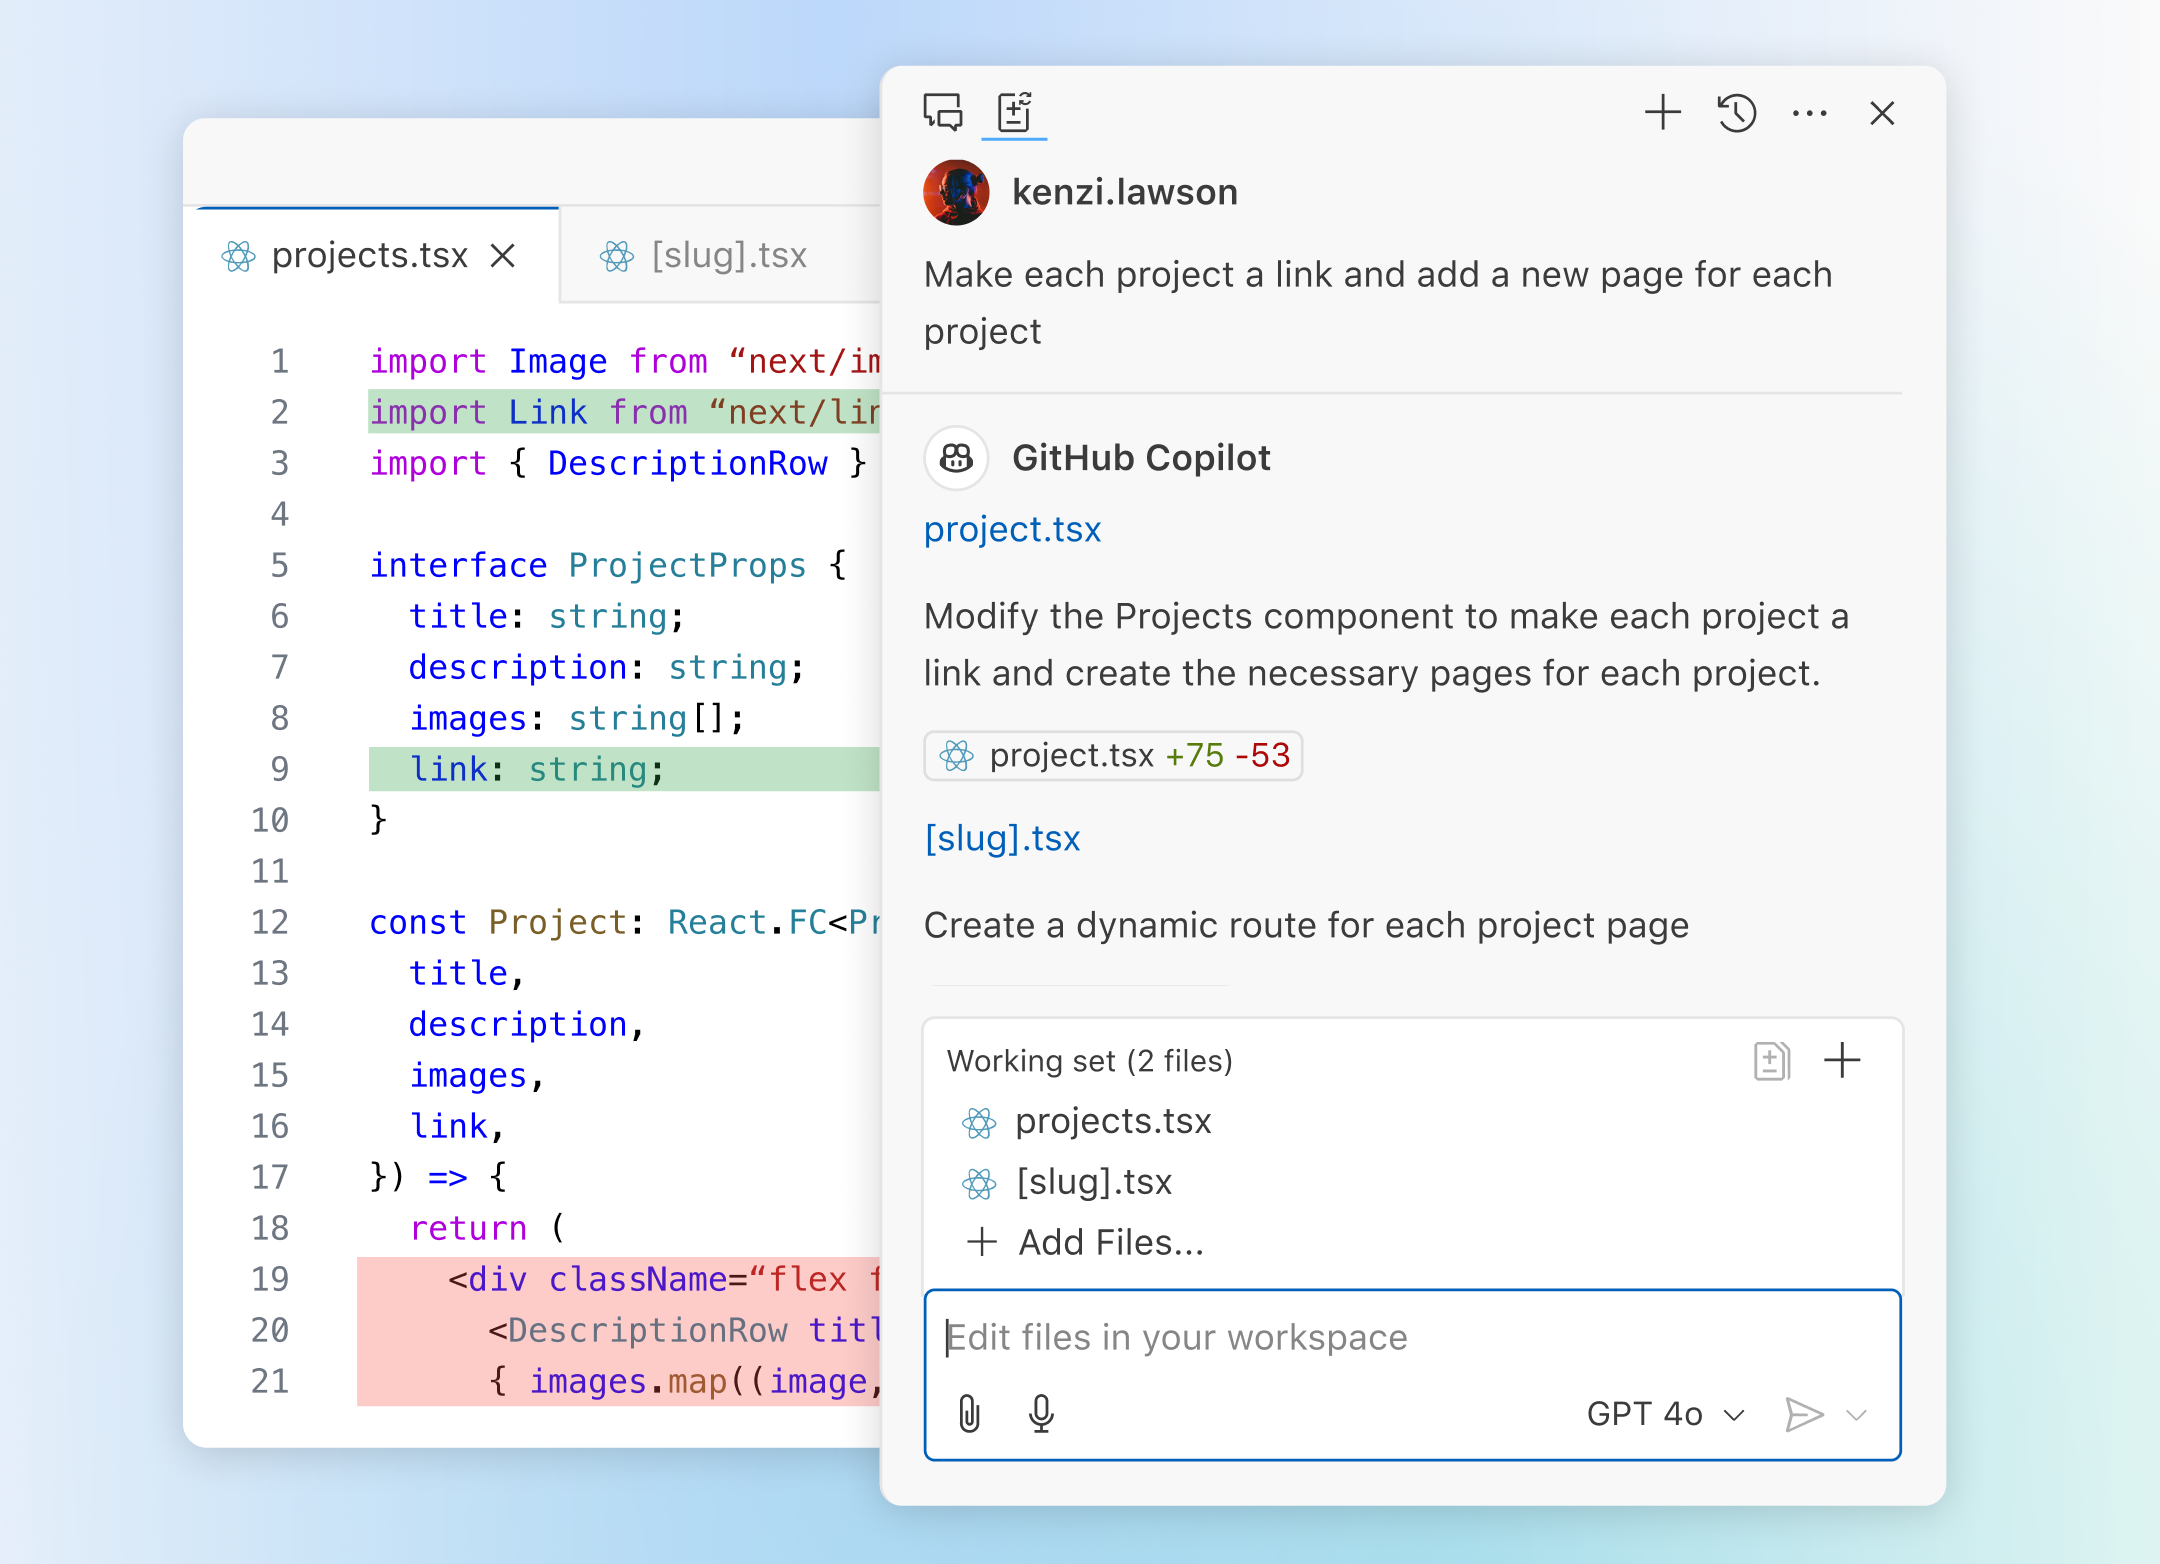 projects.tsx
[slug].tsx
1 import Image from “next/im
2 import Link from “next/lin
3 import { DescriptionRow }
4
5 interface ProjectProps {
6 title: string;
7 description: string;
8 images: string[];
9 link: string;
10 }
11
12 const Project: React.FC<Pr
13 title,
14 description,
15 images,
16 link,
17 }) => {
18 return (
19 <div className=“flex f
20 <DescriptionRow titl
21 { images.map((image,
kenzi.lawson
Make each project a link and add a new page for each
project
GitHub Copilot
project.tsx
Modify the Projects component to make each project a
link and create the necessary pages for each project.
project.tsx +75 -53
[slug].tsx
Create a dynamic route for each project page
Working set (2 files)
projects.tsx
[slug].tsx
Add Files...
Edit files in your workspace
GPT 4o